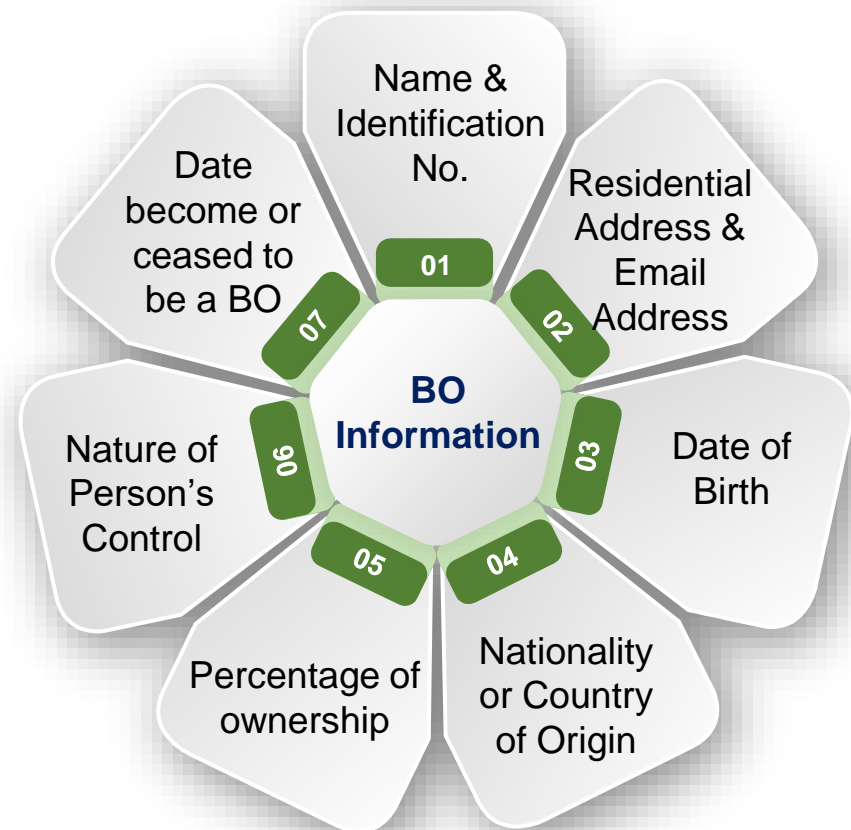 BO
Information
01
Name &
Identification
No.
02
Residential
Address &
Email
Address
03
Date of
Birth
04
Nationality
or Country
of Origin
05
Percentage of
ownership
06
Nature of
Person’s
Control
07
Date
become or
ceased to
be a BO